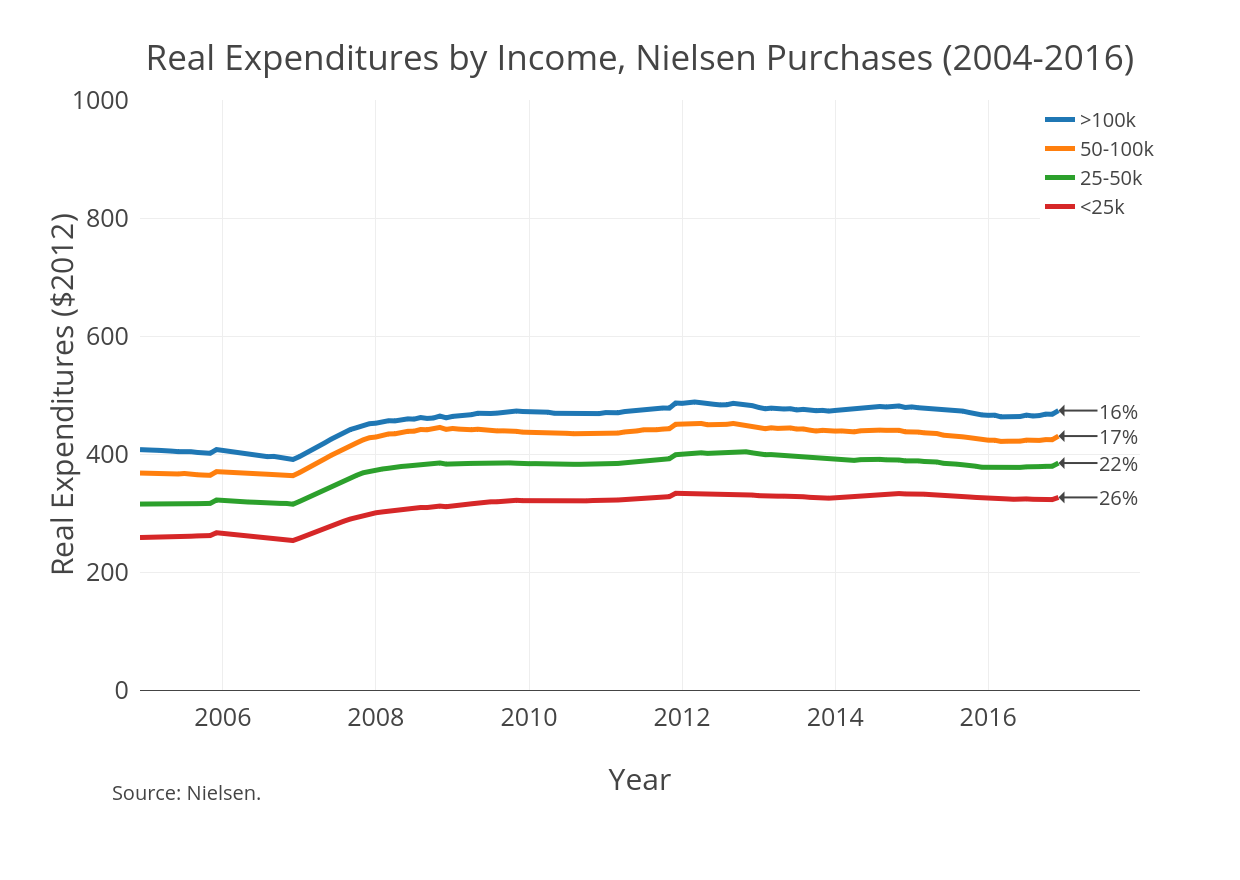 Real Expenditures by Income, Nielsen Purchases (2004-2016)
Real Expenditures ($2012)
1000
800
600
400
200
0
>100k
50-100k
25-50k
<25k
16%
17%
22%
26%
2006
2008
2010
2012
2014
2016
Year
Source: Nielsen.